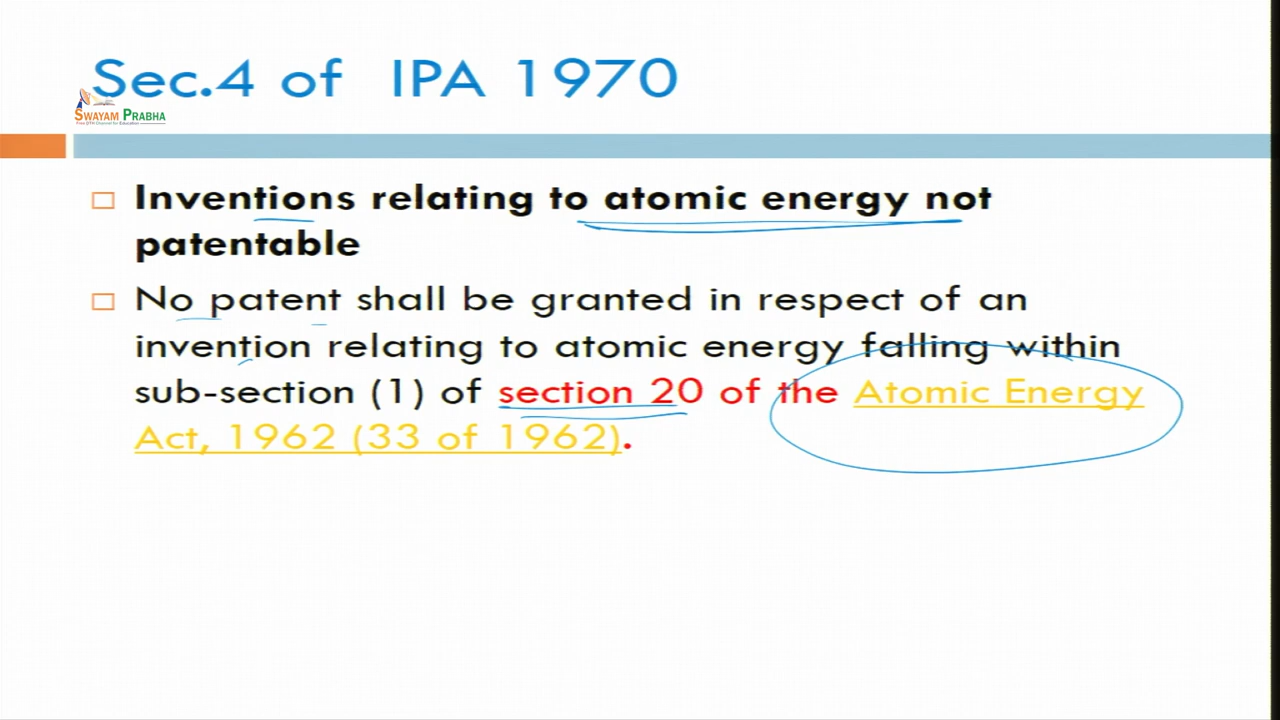 Sec.4 of IPA 1970
SWAYAM PRABHA
Inventions relating to atomic energy not
patentable
No patent shall be granted in respect of an
invention relating to atomic energy falling within
sub-section (1) of section 20 of the Atomic Energy
Act, 1962 (33 of 1962).